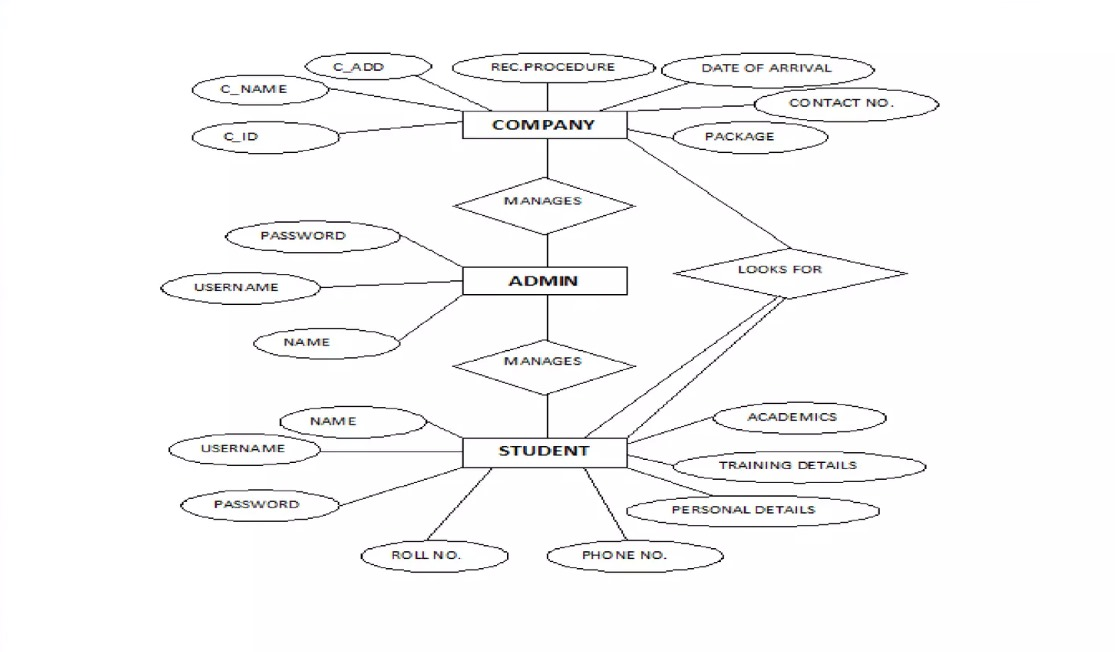 C_ADD
REC.PROCEDURE
DATE OF ARRIVAL
C_NAME
CONTACT NO.
COMPANY
C_ID
PACKAGE
MANAGES
PASSWORD
LOOKS FOR
ADMIN
USERNAME
NAME
MANAGES
NAME
ACADEMICS
USERNAME
STUDENT
TRAINING DETAILS
PASSWORD
PERSONAL DETAILS
ROLL NO.
PHONE NO.